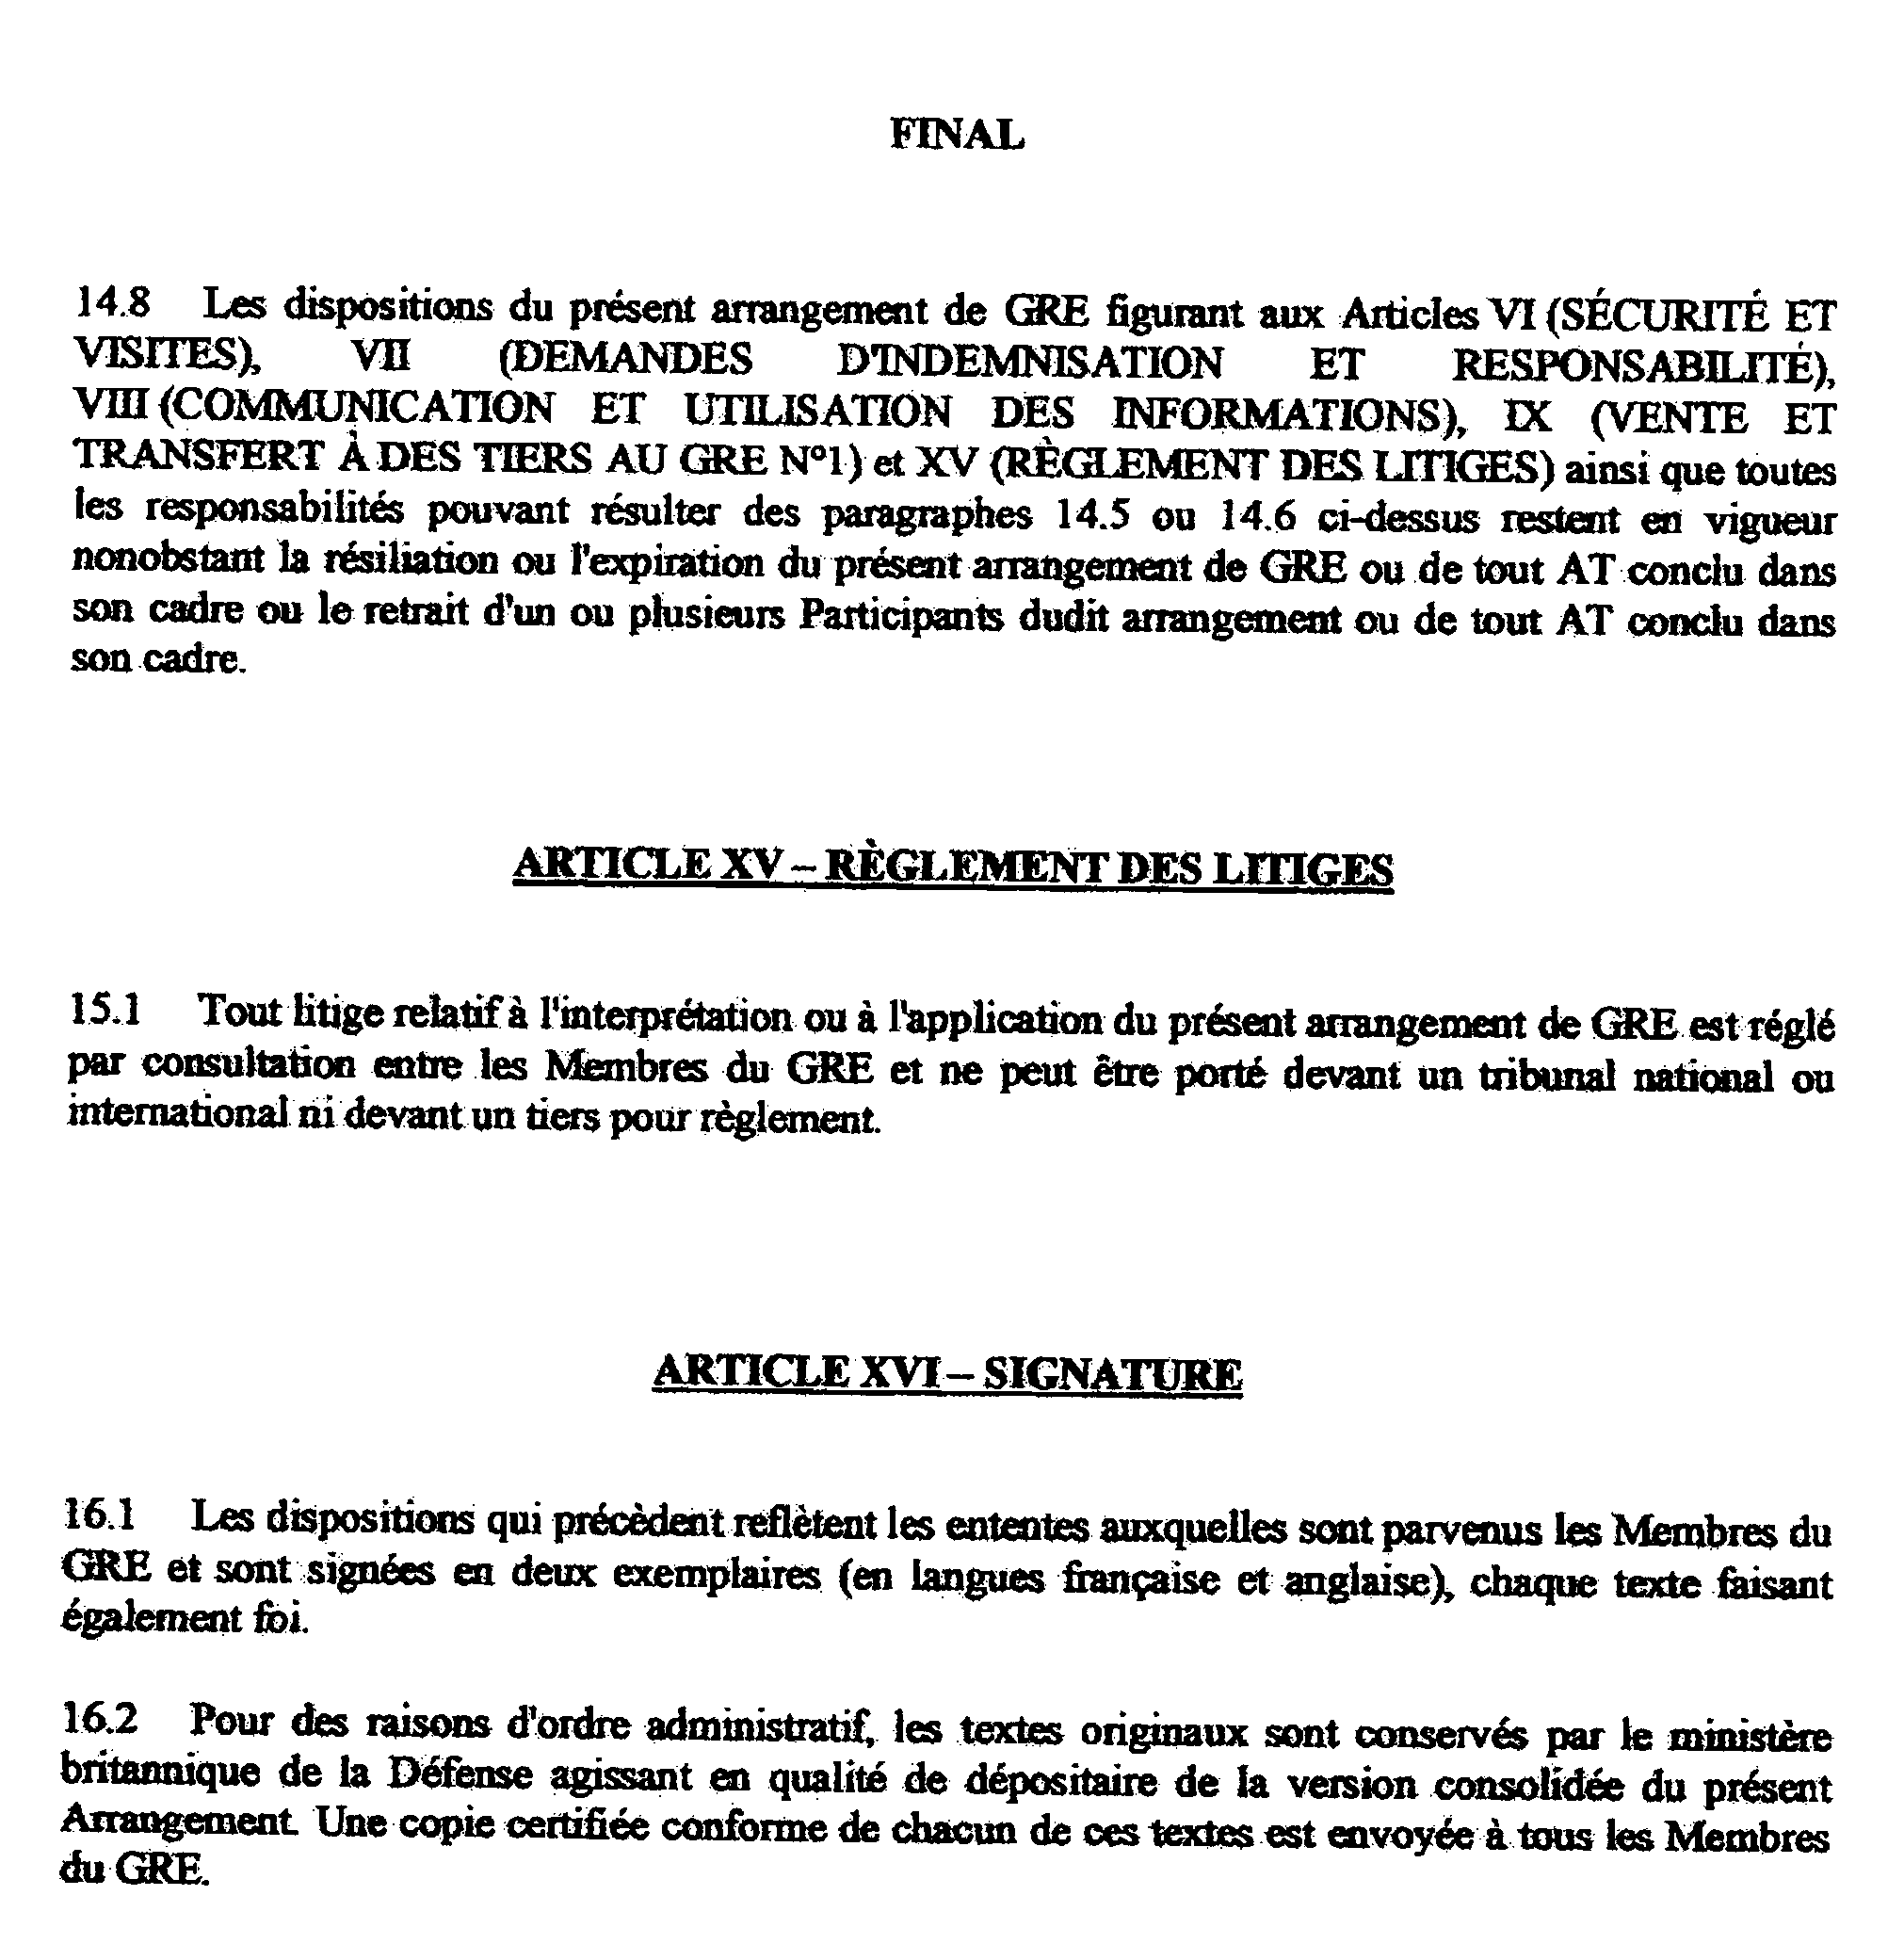 FINAL
14.8 Les dispositions du présent arrangement de GRE figurant aux Articles VI (SÉCURITÉ ET
VISITES), VII (DEMANDES D'INDEMNISATION ET RESPONSABILITÉ),
VIII (COMMUNICATION ET UTILISATION DES INFORMATIONS), IX (VENTE ET
TRANSFERT À DES TIERS AU GRE N°1) et XV (RÈGLEMENT DES LITIGES) ainsi que toutes
les responsabilités pouvant résulter des paragraphes 14.5 ou 14.6 ci-dessus restent en vigueur
nonobstant la résiliation ou l'expiration du présent arrangement de GRE ou de tout AT conclu dans
son cadre ou le retrait d'un ou plusieurs Participants dudit arrangement ou de tout AT conclu dans
son cadre.
ARTICLE XV – RÈGLEMENT DES LITIGES
15.1 Tout litige relatif à l'interprétation ou à l'application du présent arrangement de GRE est réglé
par consultation entre les Membres du GRE et ne peut être porté devant un tribunal national ou
international ni devant un tiers pour règlement.
ARTICLE XVI – SIGNATURE
16.1 Les dispositions qui précèdent reflètent les ententes auxquelles sont parvenus les Membres du
GRE et sont signées en deux exemplaires (en langues française et anglaise), chaque texte faisant
également foi.
16.2 Pour des raisons d'ordre administratif, les textes originaux sont conservés par le ministère
britannique de la Défense agissant en qualité de dépositaire de la version consolidée du présent
Arrangement. Une copie certifiée conforme de chacun de ces textes est envoyée à tous les Membres
du GRE.